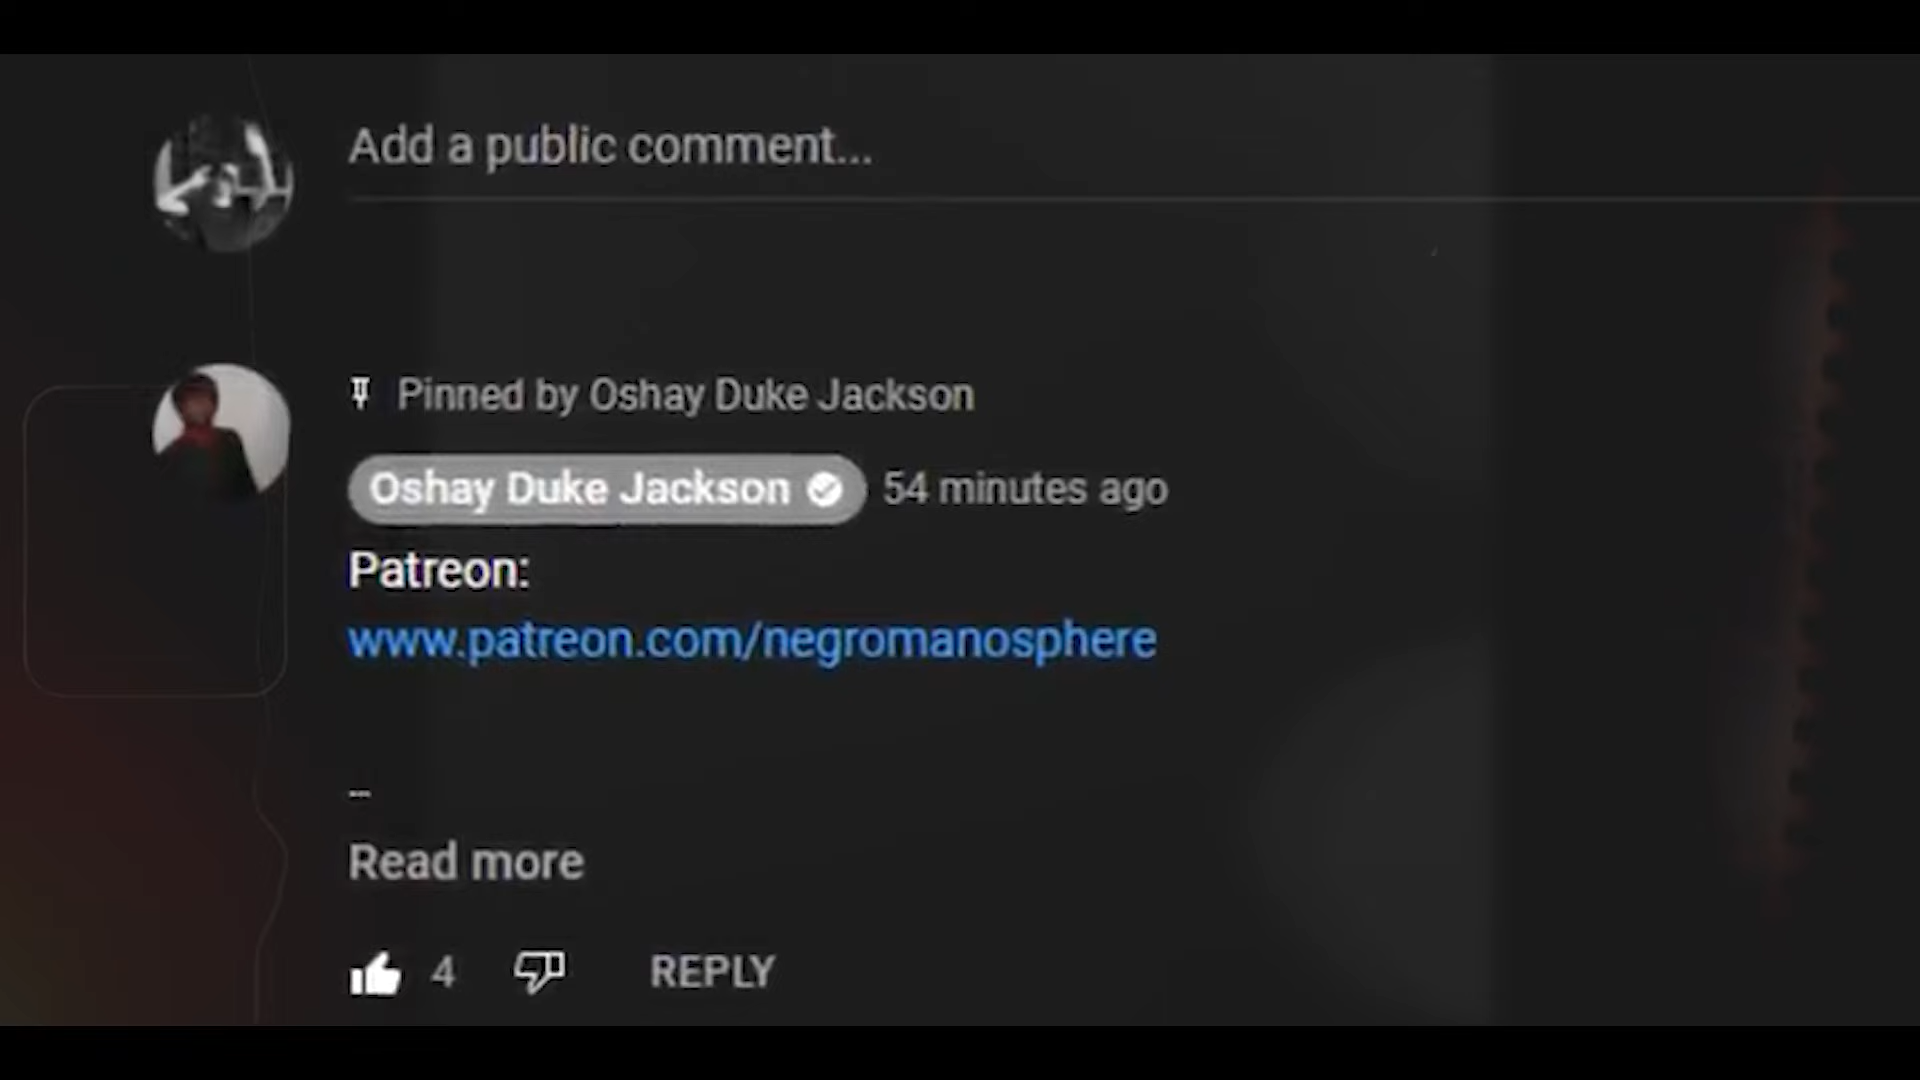 Add a public comment...
Pinned by Oshay Duke Jackson
Oshay Duke Jackson 54 minutes ago
Patreon:
www.patreon.com/negromanosphere
--
Read more
4 REPLY